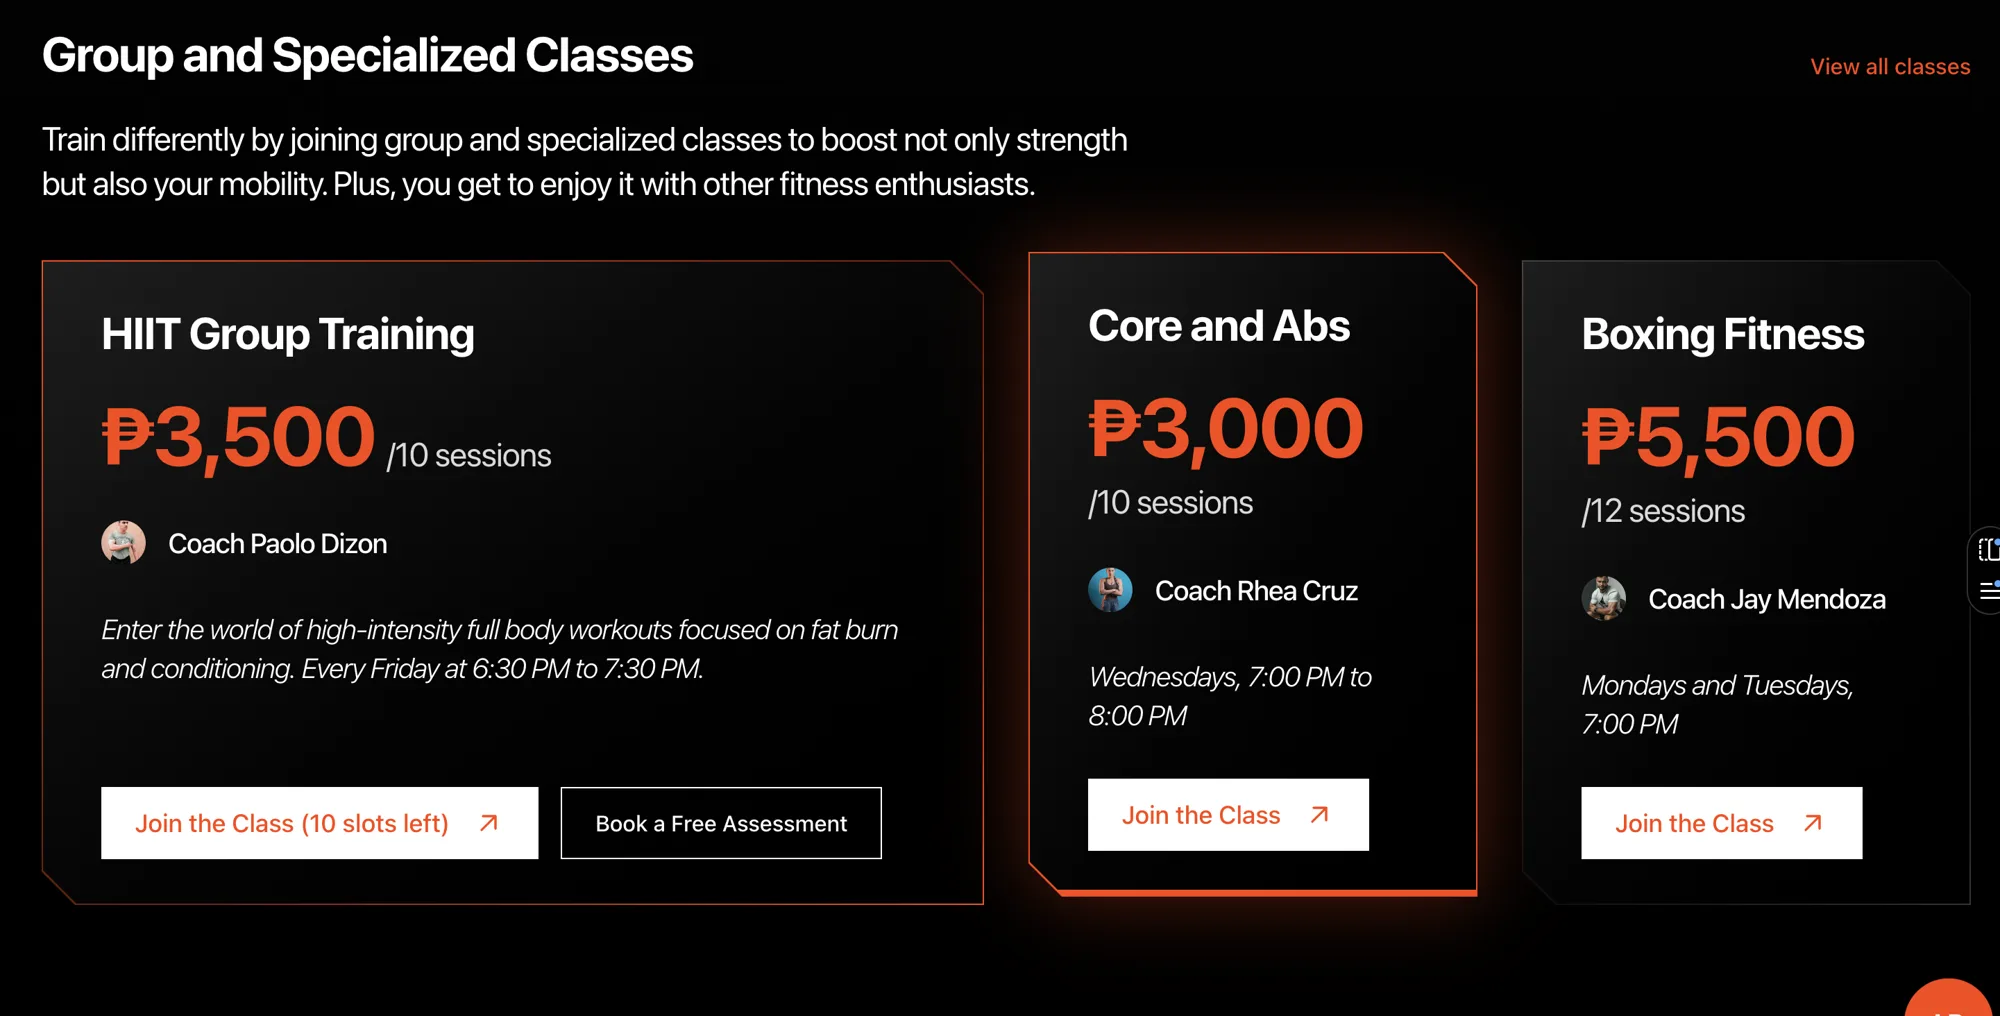 Group and Specialized Classes
View all classes
Train differently by joining group and specialized classes to boost not only strength
but also your mobility. Plus, you get to enjoy it with other fitness enthusiasts.
HIIT Group Training
₱3,500 /10 sessions
Coach Paolo Dizon
Enter the world of high-intensity full body workouts focused on fat burn
and conditioning. Every Friday at 6:30 PM to 7:30 PM.
Join the Class (10 slots left)
Book a Free Assessment
Core and Abs
₱3,000
/10 sessions
Coach Rhea Cruz
Wednesdays, 7:00 PM to
8:00 PM
Join the Class
Boxing Fitness
₱5,500
/12 sessions
Coach Jay Mendoza
Mondays and Tuesdays,
7:00 PM
Join the Class